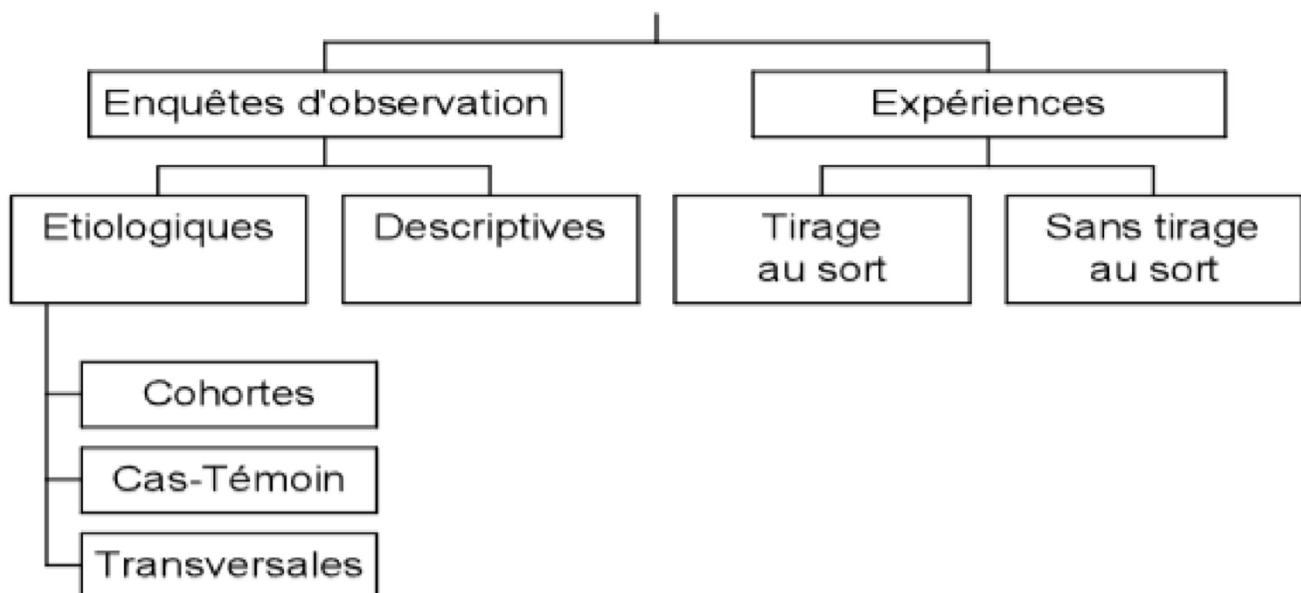 Enquêtes d'observation
Expériences
Etiologiques
Descriptives
Tirage
au sort
Sans tirage
au sort
Cohortes
Cas-Témoin
Transversales